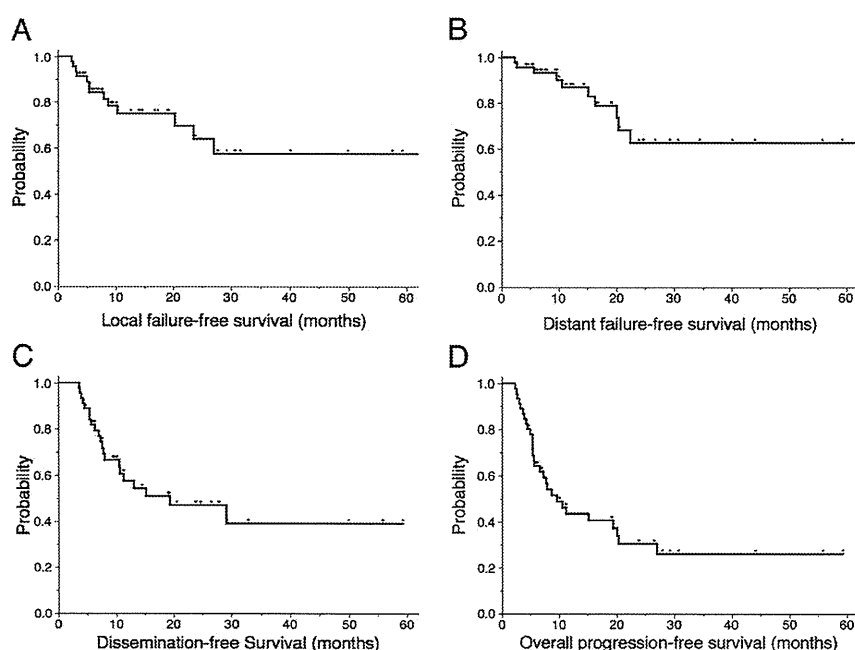 A
1.0
0.8
0.6
0.4
0.2
0.0
Probability
0 10 20 30 40 50 60
Local failure-free survival (months)
B
1.0
0.8
0.6
0.4
0.2
0.0
Probability
0 10 20 30 40 50 60
Distant failure-free survival (months)
C
1.0
0.8
0.6
0.4
0.2
0.0
Probability
0 10 20 30 40 50 60
Dissemination-free Survival (months)
D
1.0
0.8
0.6
0.4
0.2
0.0
Probability
0 10 20 30 40 50 60
Overall progression-free survival (months)